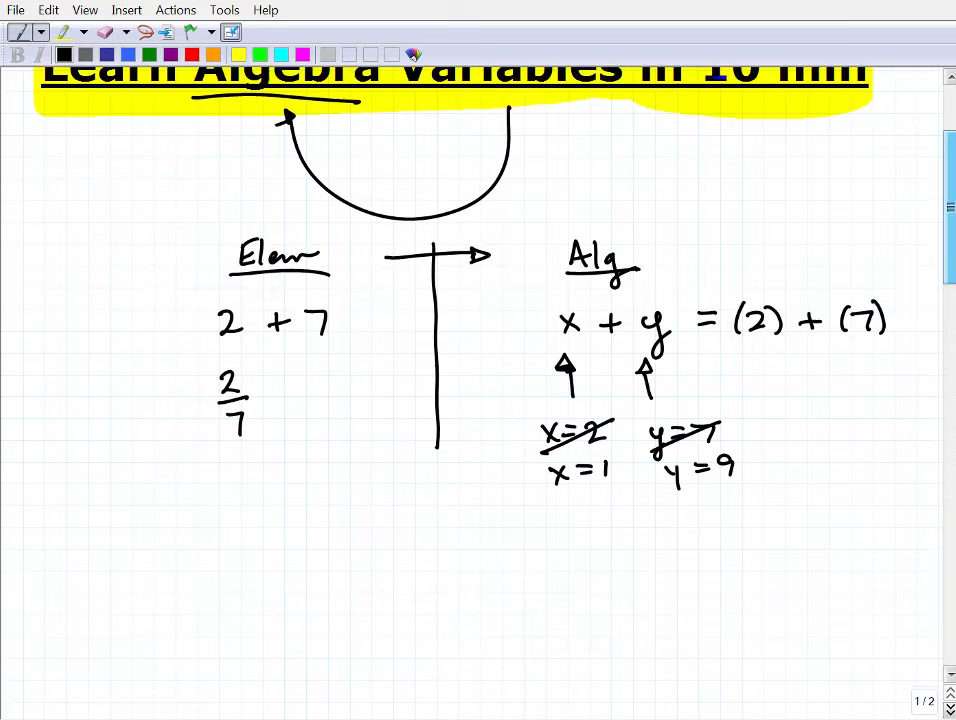 File Edit View Insert Actions Tools Help
B I
Learn Algebra Variables in 10 min
Elem Alg
2 + 7 x + y = (2) + (7)
2
7
x=2 y=7
x=1 y=9
1 / 2